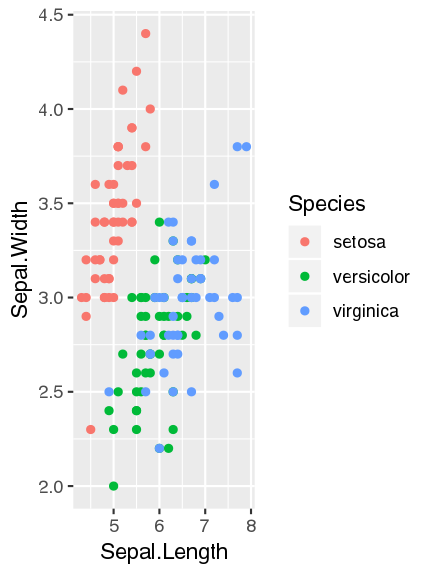 4.5
4.0
3.5
3.0
2.5
2.0
Sepal.Width
5 6 7 8
Sepal.Length
Species
setosa
versicolor
virginica